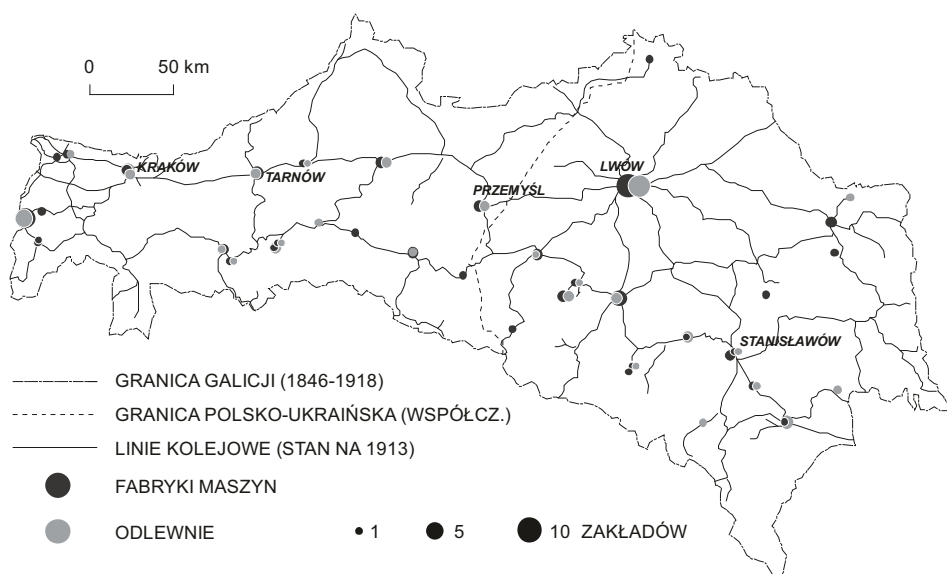 0 50 km
KRAKÓW
TARNÓW
PRZEMYŚL
LWÓW
STANISŁAWÓW
GRANICA GALICJI (1846-1918)
GRANICA POLSKO-UKRAIŃSKA (WSPÓŁCZ.)
LINIE KOLEJOWE (STAN NA 1913)
FABRYKI MASZYN
ODLEWNIE 1 5 10 ZAKŁADÓW